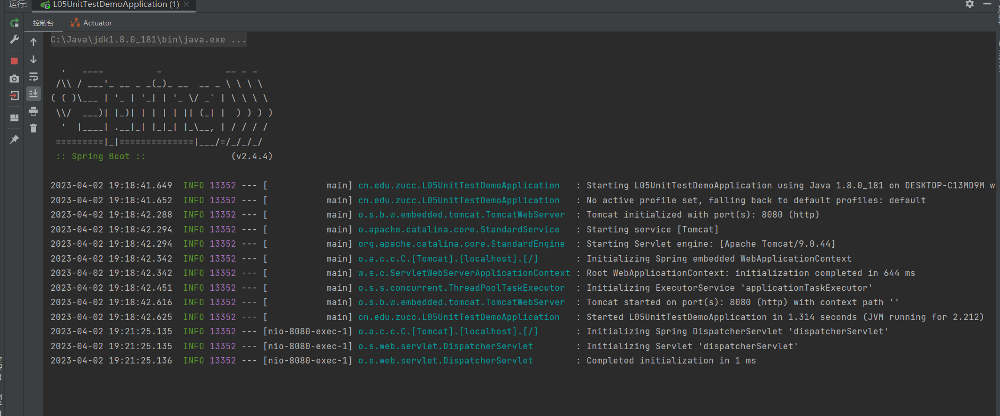 运行: L05UnitTestDemoApplication (1)
控制台 Actuator
C:\Java\jdk1.8.0_181\bin\java.exe ...
  .   ____          _            __ _ _
 /\\ / ___'_ __ _ _(_)_ __  __ _ \ \ \ \
( ( )\___ | '_ | '_| | '_ \/ _` | \ \ \ \
 \\/  ___)| |_)| | | | | || (_| |  ) ) ) )
  '  |____| .__|_| |_|_| |_\__, | / / / /
 =========|_|==============|___/=/_/_/_/
 :: Spring Boot ::                (v2.4.4)
2023-04-02 19:18:41.649  INFO 13352 --- [           main] cn.edu.zucc.L05UnitTestDemoApplication   : Starting L05UnitTestDemoApplication using Java 1.8.0_181 on DESKTOP-C13MD9M w
2023-04-02 19:18:41.652  INFO 13352 --- [           main] cn.edu.zucc.L05UnitTestDemoApplication   : No active profile set, falling back to default profiles: default
2023-04-02 19:18:42.288  INFO 13352 --- [           main] o.s.b.w.embedded.tomcat.TomcatWebServer  : Tomcat initialized with port(s): 8080 (http)
2023-04-02 19:18:42.294  INFO 13352 --- [           main] o.apache.catalina.core.StandardService   : Starting service [Tomcat]
2023-04-02 19:18:42.294  INFO 13352 --- [           main] org.apache.catalina.core.StandardEngine  : Starting Servlet engine: [Apache Tomcat/9.0.44]
2023-04-02 19:18:42.342  INFO 13352 --- [           main] o.a.c.c.C.[Tomcat].[localhost].[/]       : Initializing Spring embedded WebApplicationContext
2023-04-02 19:18:42.342  INFO 13352 --- [           main] w.s.c.ServletWebServerApplicationContext : Root WebApplicationContext: initialization completed in 644 ms
2023-04-02 19:18:42.451  INFO 13352 --- [           main] o.s.s.concurrent.ThreadPoolTaskExecutor  : Initializing ExecutorService 'applicationTaskExecutor'
2023-04-02 19:18:42.616  INFO 13352 --- [           main] o.s.b.w.embedded.tomcat.TomcatWebServer  : Tomcat started on port(s): 8080 (http) with context path ''
2023-04-02 19:18:42.625  INFO 13352 --- [           main] cn.edu.zucc.L05UnitTestDemoApplication   : Started L05UnitTestDemoApplication in 1.314 seconds (JVM running for 2.212)
2023-04-02 19:21:25.135  INFO 13352 --- [nio-8080-exec-1] o.a.c.c.C.[Tomcat].[localhost].[/]       : Initializing Spring DispatcherServlet 'dispatcherServlet'
2023-04-02 19:21:25.135  INFO 13352 --- [nio-8080-exec-1] o.s.web.servlet.DispatcherServlet        : Initializing Servlet 'dispatcherServlet'
2023-04-02 19:21:25.136  INFO 13352 --- [nio-8080-exec-1] o.s.web.servlet.DispatcherServlet        : Completed initialization in 1 ms